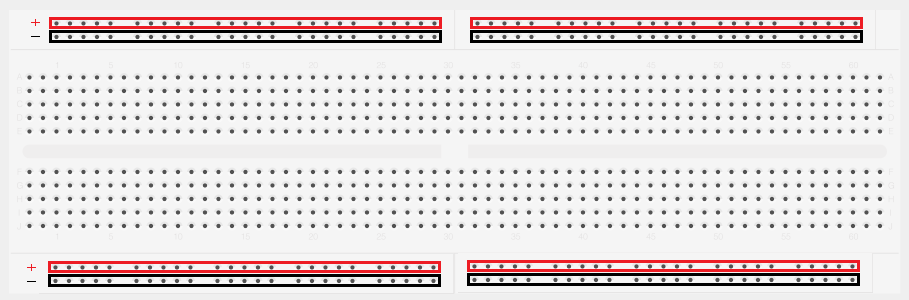 +
−
1 5 10 15 20 25 30 35 40 45 50 55 60
A A
B B
C C
D D
E E
F F
G G
H H
I I
J J
1 5 10 15 20 25 30 35 40 45 50 55 60
+
−